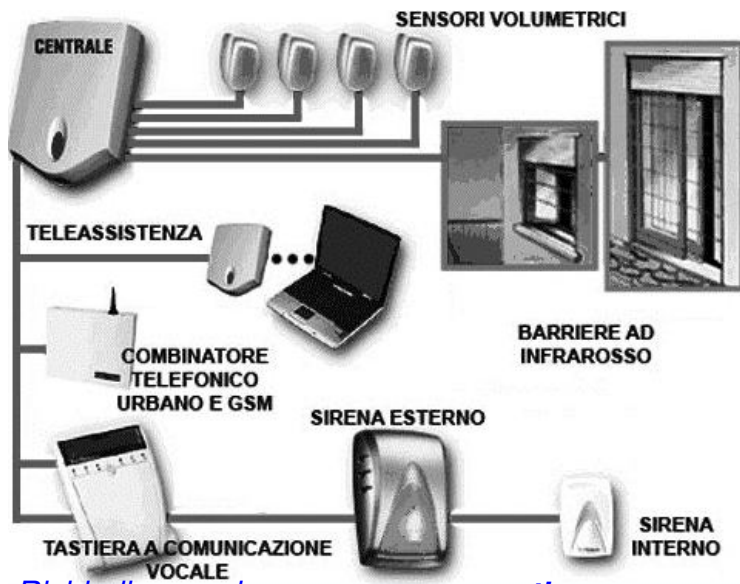 SENSORI VOLUMETRICI
CENTRALE
TELEASSISTENZA
BARRIERE AD
INFRAROSSO
COMBINATORE
TELEFONICO
URBANO E GSM
SIRENA ESTERNO
TASTIERA A COMUNICAZIONE
VOCALE
SIRENA
INTERNO